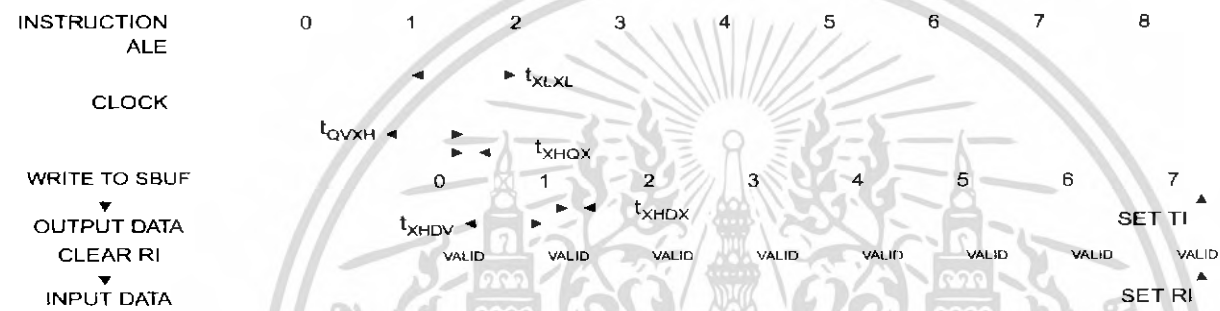 INSTRUCTION 0 1 2 3 4 5 6 7 8
ALE
tXLXL
CLOCK
tQVXH
tXHQX
WRITE TO SBUF 0 1 2 3 4 5 6 7
tXHDX
OUTPUT DATA SET TI
tXHDV
CLEAR RI VALID VALID VALID VALID VALID VALID VALID VALID
INPUT DATA SET RI